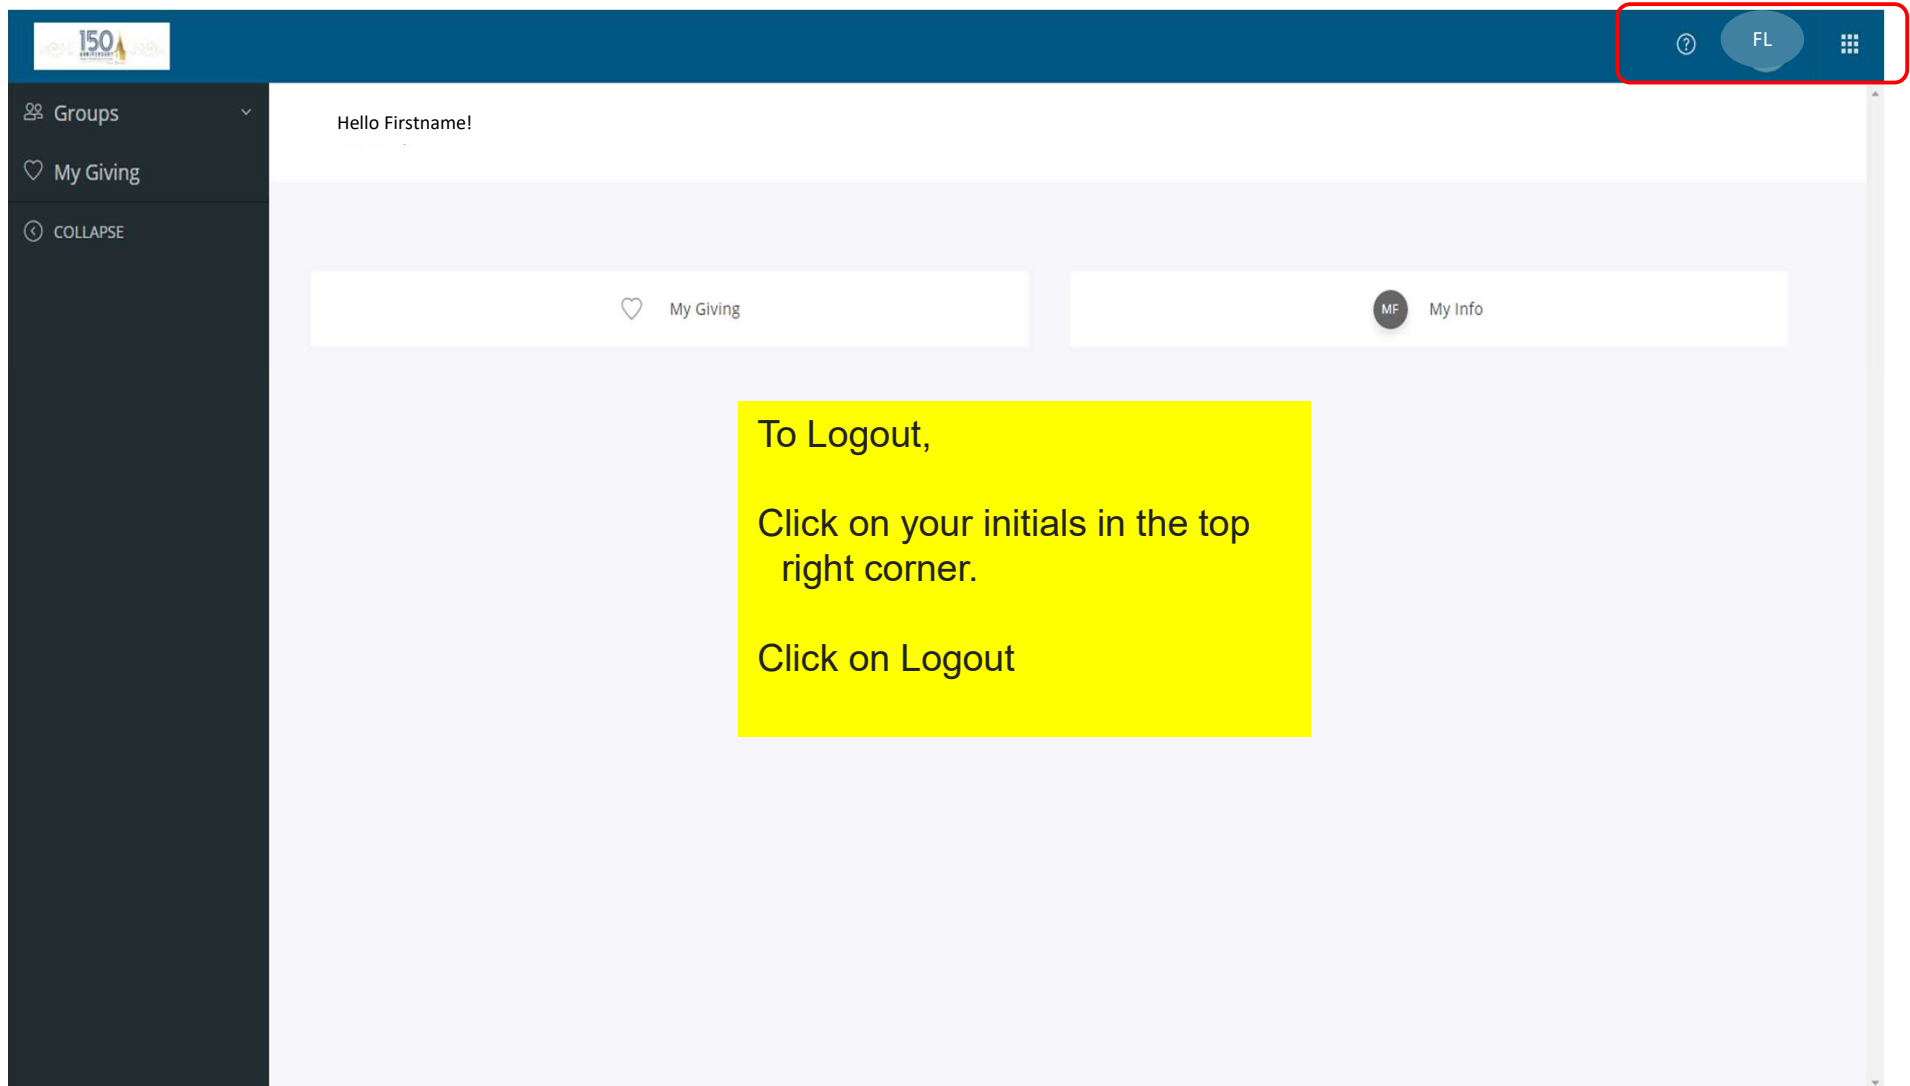 150
ANNIVERSARY
FL
Groups
Hello Firstname!
My Giving
COLLAPSE
My Giving
MF My Info
To Logout,
Click on your initials in the top
right corner.
Click on Logout